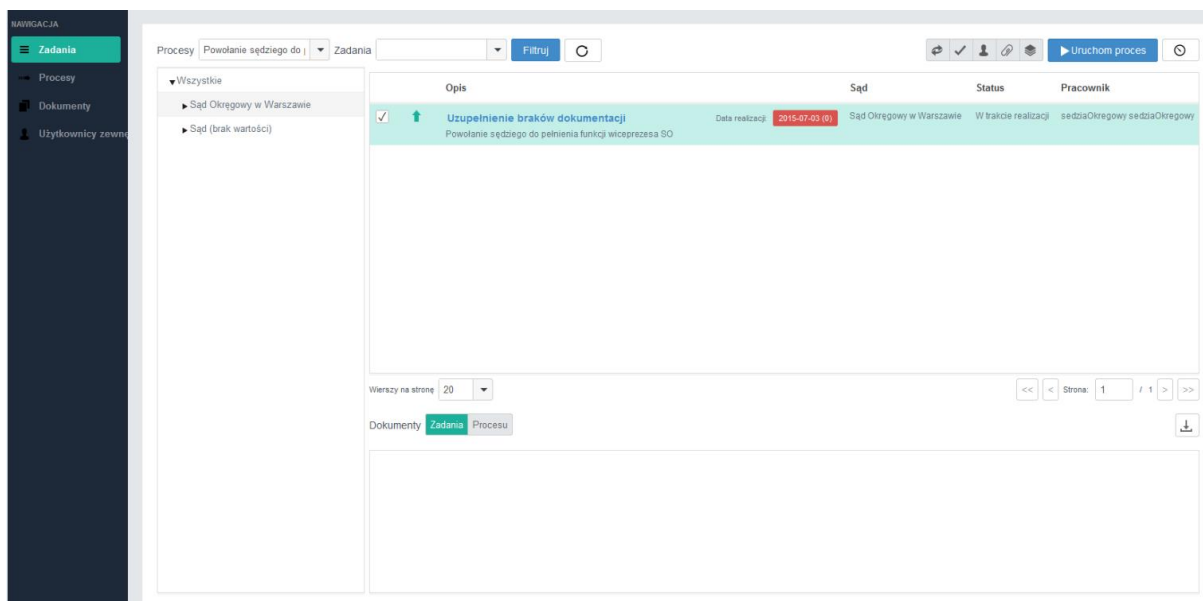 NAWIGACJA
Zadania
Procesy
Dokumenty
Użytkownicy zewnę
Procesy Powołanie sędziego do p Zadania Filtruj Uruchom proces
Wszystkie
Sąd Okręgowy w Warszawie
Sąd (brak wartości)
Opis Sąd Status Pracownik
Uzupełnienie braków dokumentacji Data realizacji: 2015-07-03 (0) Sąd Okręgowy w Warszawie W trakcie realizacji sedziaOkregowy sedziaOkregowy
Powołanie sędziego do pełnienia funkcji wiceprezesa SO
Wierszy na stronę 20 << < Strona: 1 / 1 > >>
Dokumenty Zadania Procesu